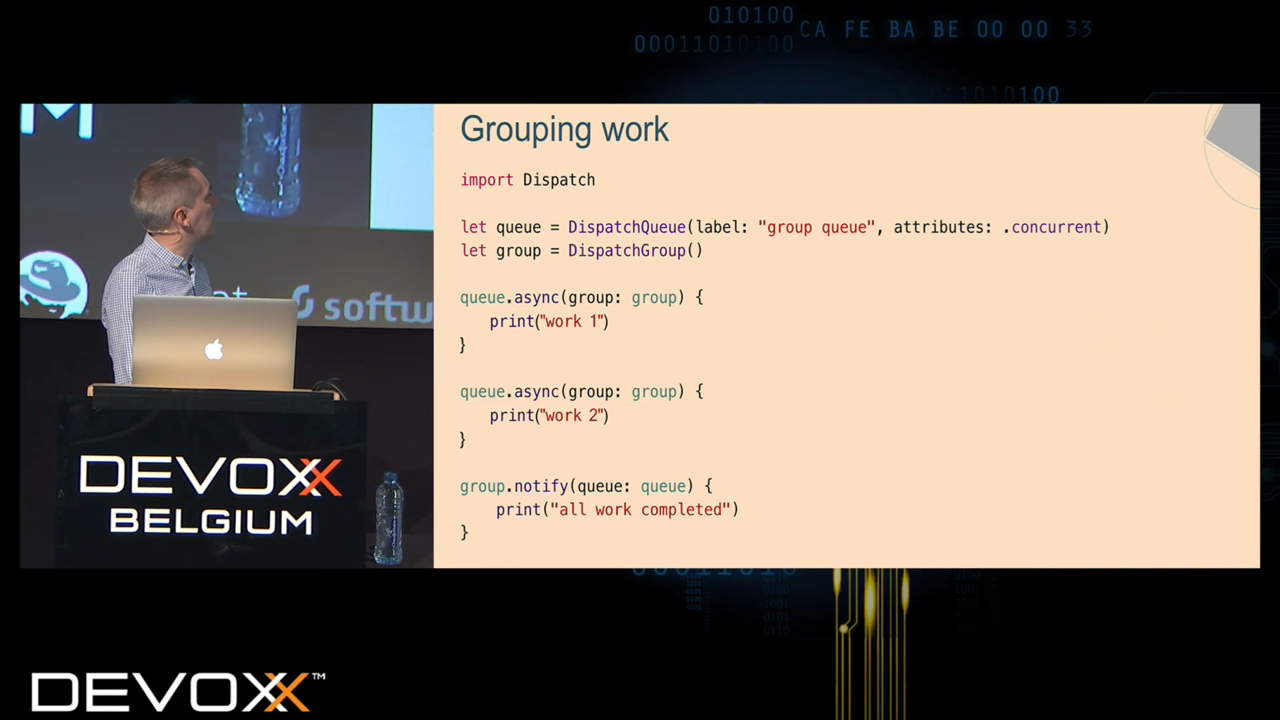 010100
CA FE BA BE 00 00 33
00011010100
1010100
Grouping work
import Dispatch
let queue = DispatchQueue(label: "group queue", attributes: .concurrent)
let group = DispatchGroup()
queue.async(group: group) {
print("work 1")
}
queue.async(group: group) {
print("work 2")
}
group.notify(queue: queue) {
print("all work completed")
}
softw
DEVOXX
BELGIUM
DEVOXX™